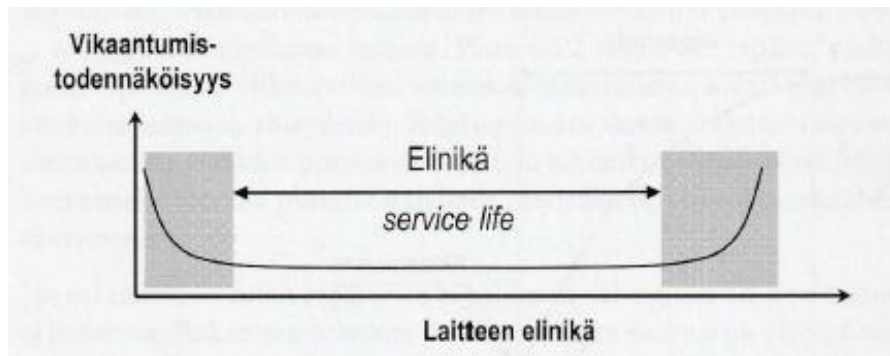 Vikaantumis-
todennäköisyys
Elinikä
service life
Laitteen elinikä